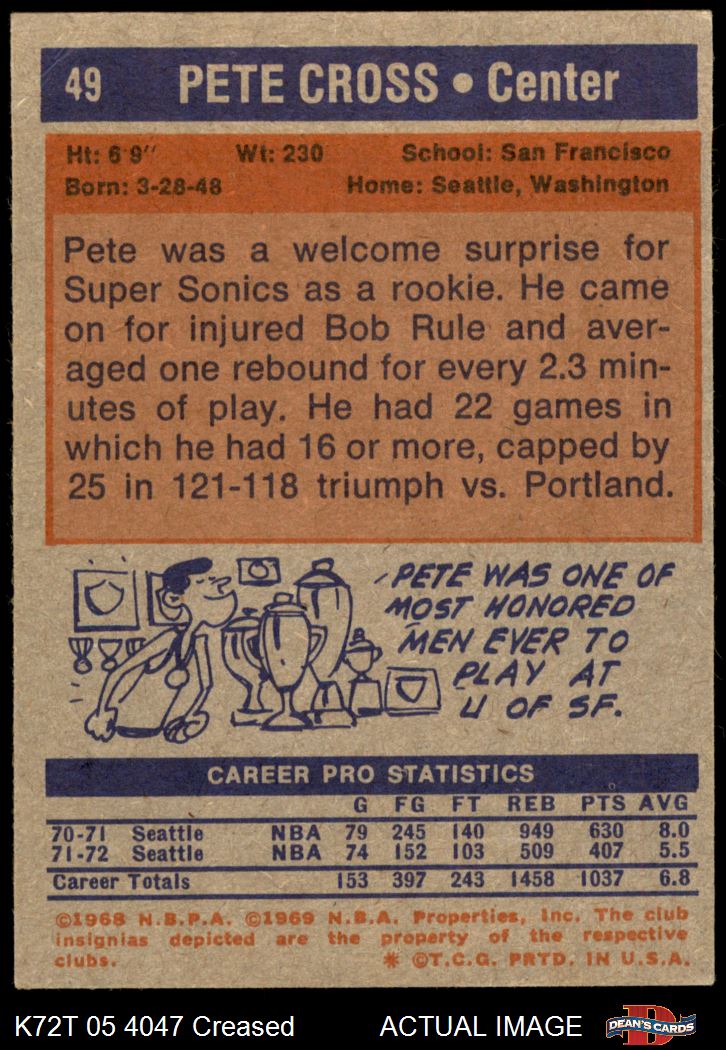 49 PETE CROSS • Center
Ht: 6'9" Wt: 230 School: San Francisco
Born: 3-28-48 Home: Seattle, Washington
Pete was a welcome surprise for
Super Sonics as a rookie. He came
on for injured Bob Rule and aver-
aged one rebound for every 2.3 min-
utes of play. He had 22 games in
which he had 16 or more, capped by
25 in 121-118 triumph vs. Portland.
PETE WAS ONE OF
MOST HONORED
MEN EVER TO
PLAY AT
U OF SF.
CAREER PRO STATISTICS
G FG FT REB PTS AVG
70-71 Seattle NBA 79 245 140 949 630 8.0
71-72 Seattle NBA 74 152 103 509 407 5.5
Career Totals 153 397 243 1458 1037 6.8
©1968 N.B.P.A. ©1969 N.B.A. Properties, Inc. The club
insignias depicted are the property of the respective
clubs. * ©T.C.G. PRTD. IN U.S.A.
K72T 05 4047 Creased ACTUAL IMAGE DEAN'S CARDS